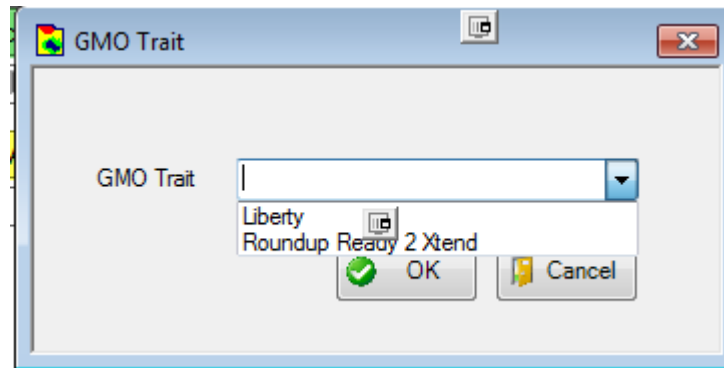 GMO Trait
GMO Trait
Liberty
Roundup Ready 2 Xtend
OK
Cancel